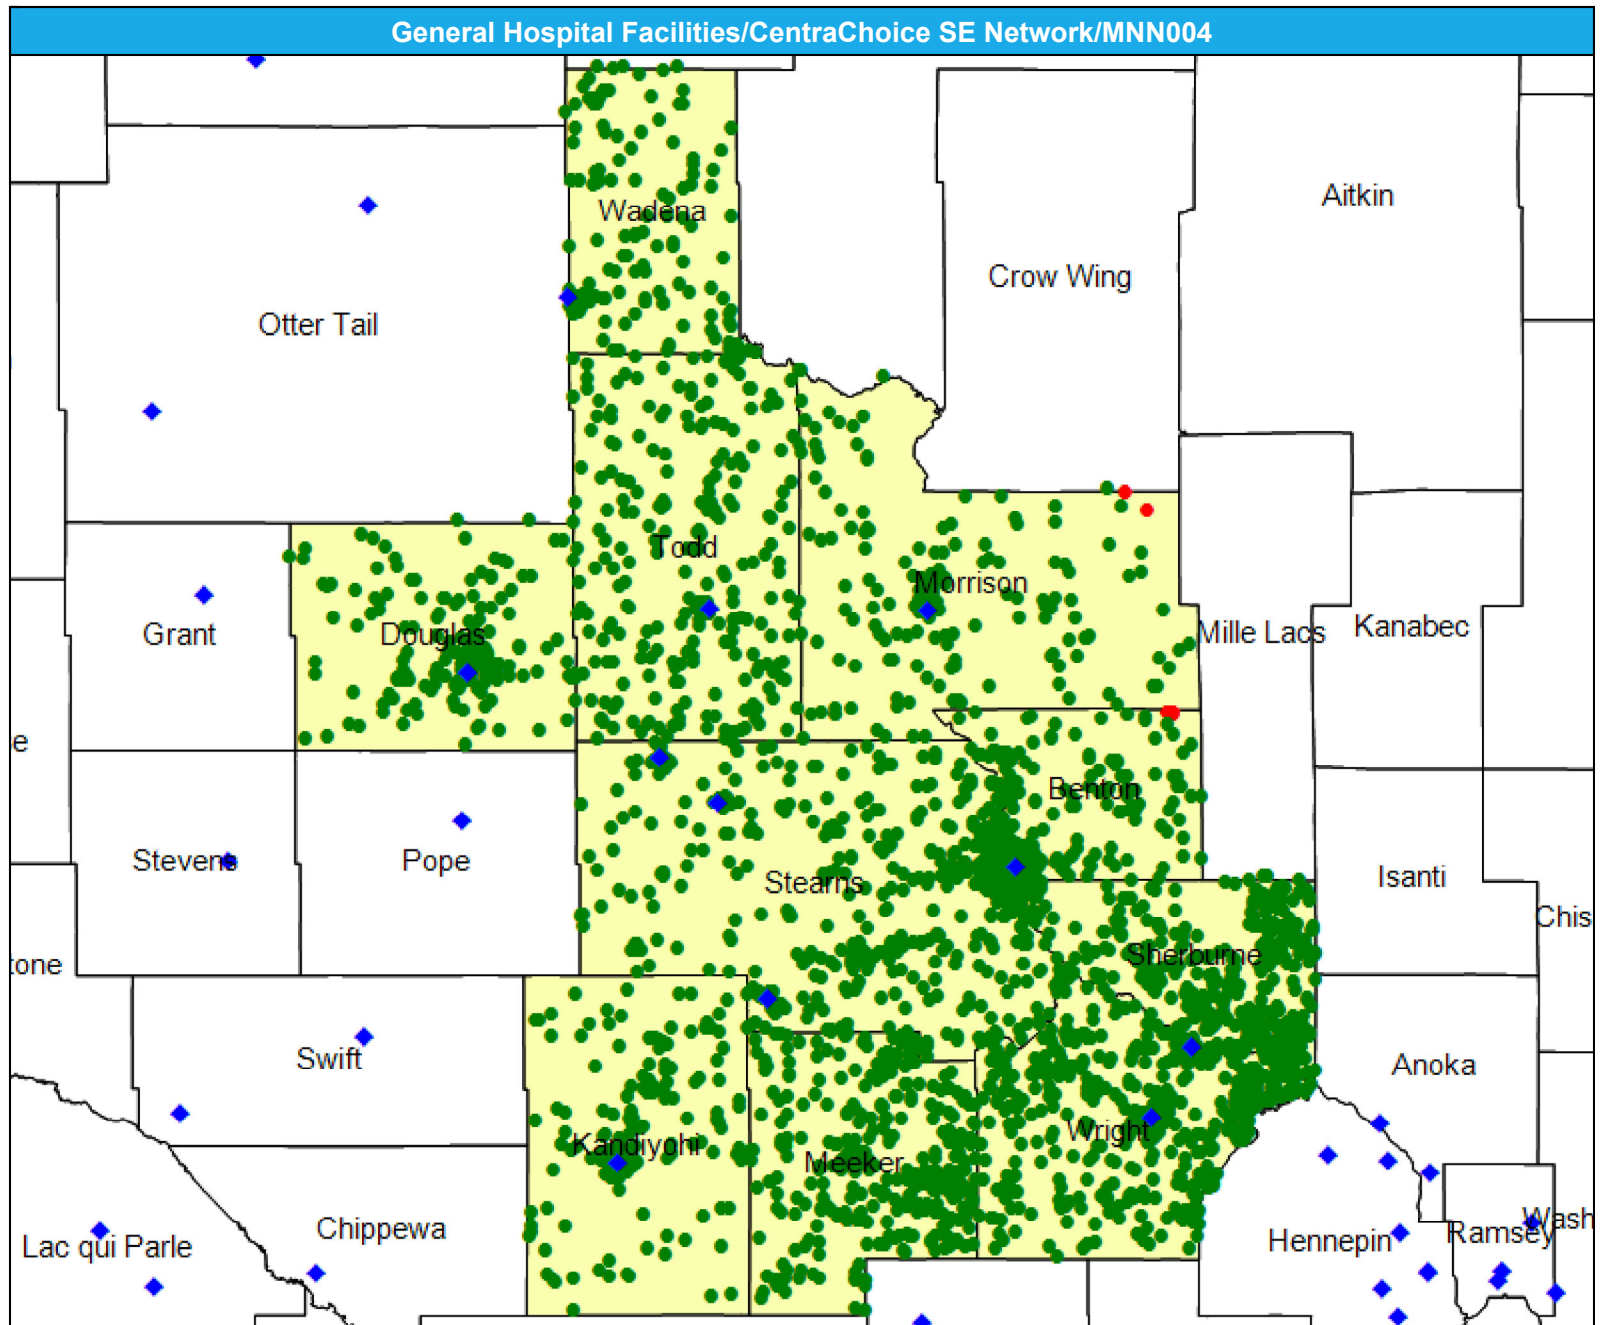 General Hospital Facilities/CentraChoice SE Network/MNN004
Aitkin
Wadena
Crow Wing
Otter Tail
Todd
Morrison
Grant
Douglas
Mille Lacs
Kanabec
e
Benton
Stevens
Pope
Stearns
Isanti
Chis
Sherburne
tone
Swift
Anoka
Kandiyohi
Wright
Meeker
Lac qui Parle
Chippewa
Hennepin
Ramsey
Wash